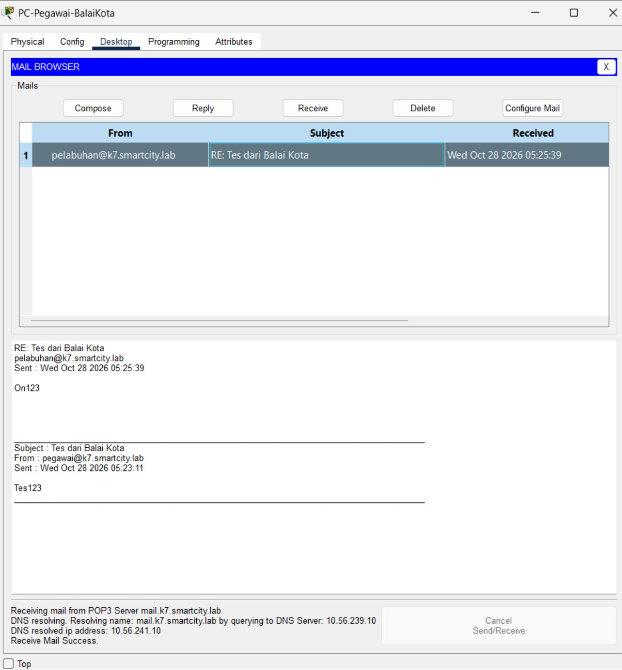 PC-Pegawai-BalaiKota
Physical Config Desktop Programming Attributes
MAIL BROWSER X
Mails
Compose Reply Receive Delete Configure Mail
From Subject Received
1 pelabuhan@k7.smartcity.lab RE: Tes dari Balai Kota Wed Oct 28 2026 05:25:39
RE: Tes dari Balai Kota
pelabuhan@k7.smartcity.lab
Sent : Wed Oct 28 2026 05:25:39
On123
Subject : Tes dari Balai Kota
From : pegawai@k7.smartcity.lab
Sent : Wed Oct 28 2026 05:23:11
Tes123
Receiving mail from POP3 Server mail.k7.smartcity.lab
DNS resolving. Resolving name: mail.k7.smartcity.lab by querying to DNS Server: 10.56.239.10
DNS resolved ip address: 10.56.241.10
Receive Mail Success.
Cancel
Send/Receive
Top